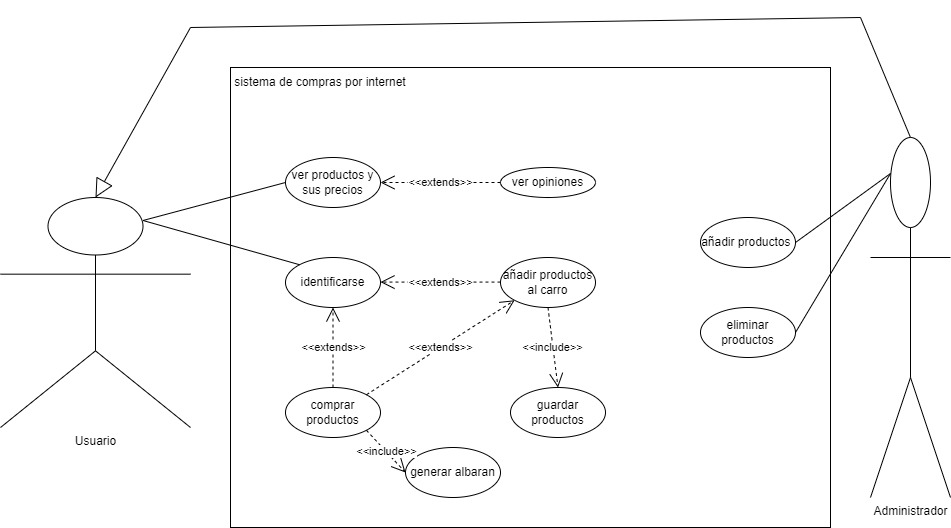 sistema de compras por internet
ver productos y
sus precios
<<extends>>
ver opiniones
añadir productos
identificarse
<<extends>>
añadir productos
al carro
eliminar
productos
<<extends>>
<<extends>>
<<include>>
comprar
productos
guardar
productos
Usuario
<<include>>
generar albaran
Administrador